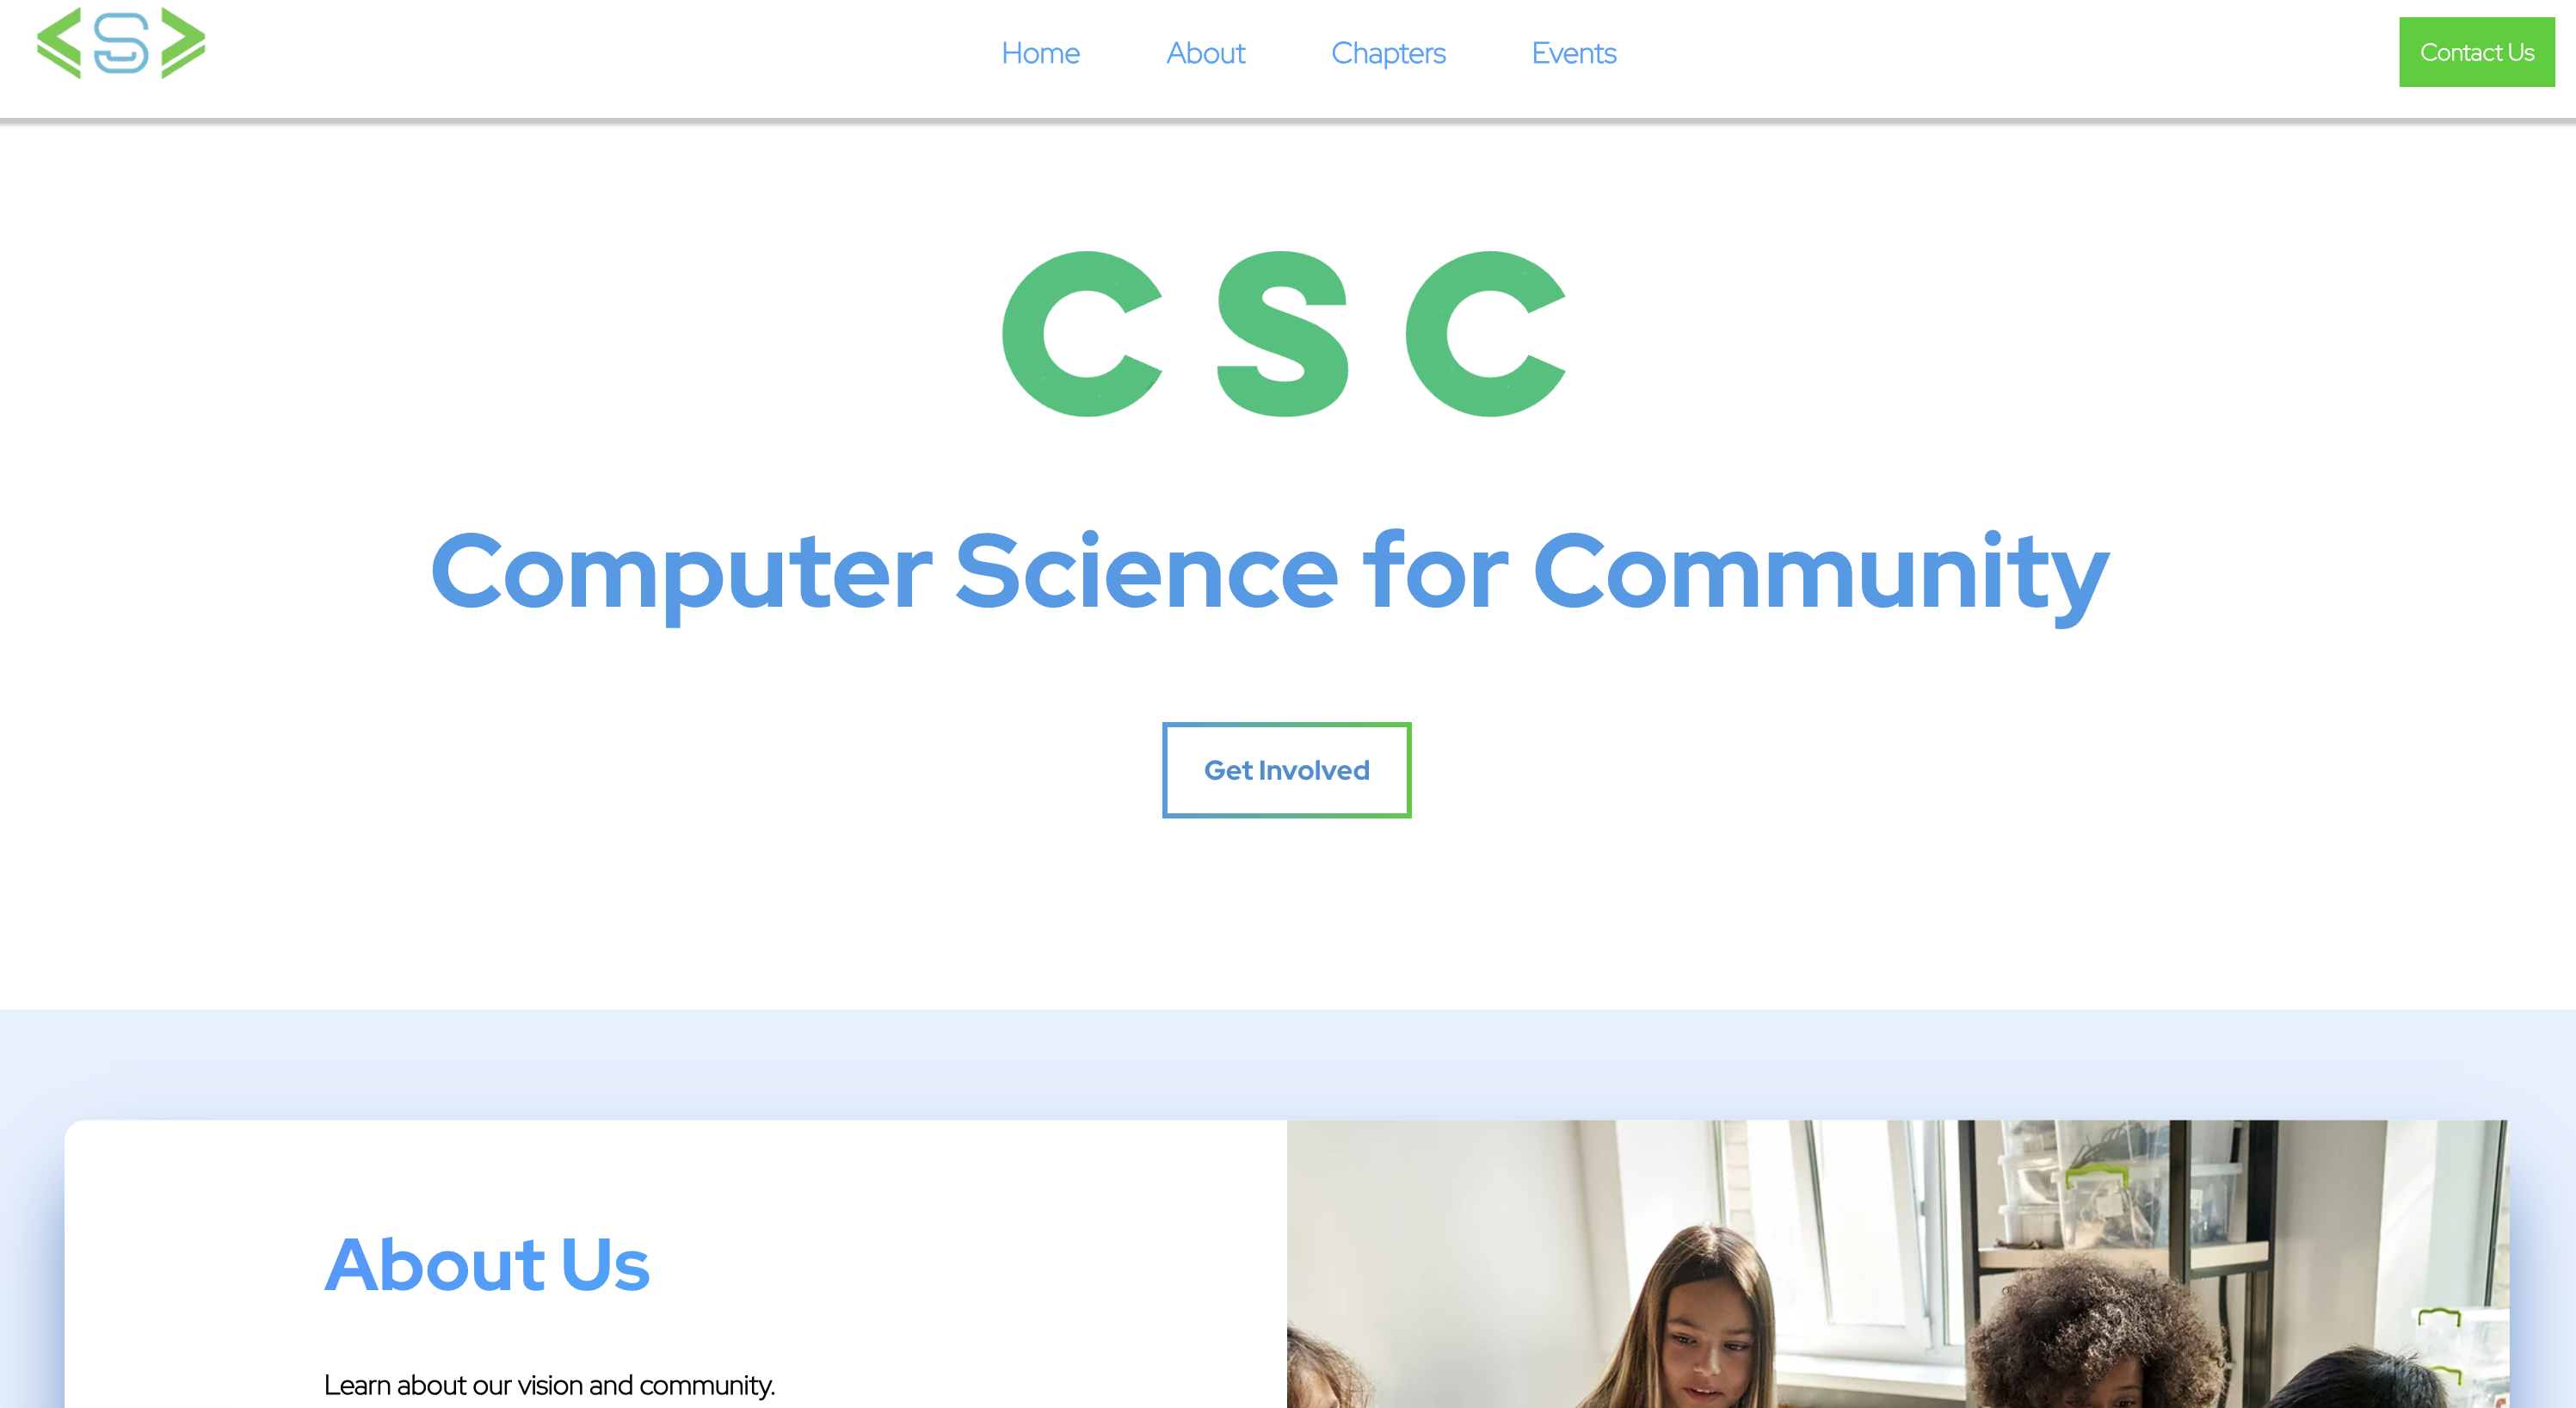 <S>
Home About Chapters Events
Contact Us
CSC
Computer Science for Community
Get Involved
About Us
Learn about our vision and community.